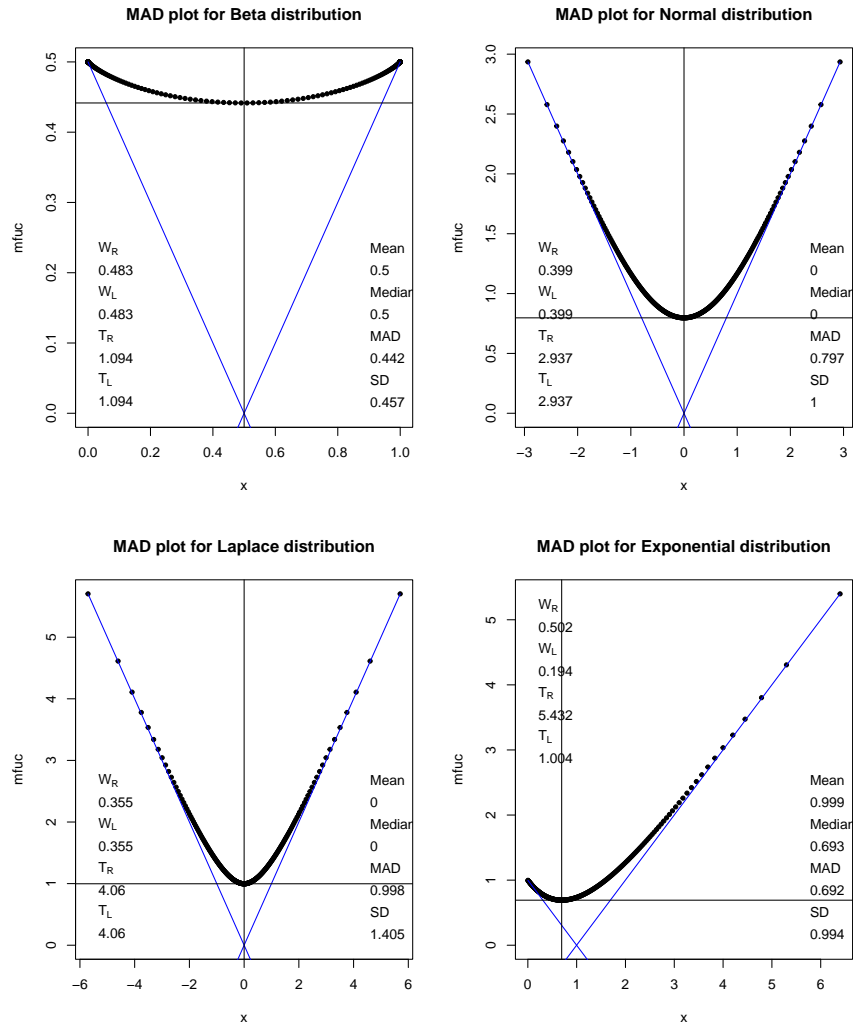 MAD plot for Beta distribution
mfuc
0.5
0.4
0.3
0.2
0.1
0.0
W_R
0.483
W_L
0.483
T_R
1.094
T_L
1.094
Mean
0.5
Median
0.5
MAD
0.442
SD
0.457
0.0 0.2 0.4 0.6 0.8 1.0
x
MAD plot for Normal distribution
mfuc
3.0
2.5
2.0
1.5
1.0
0.5
0.0
W_R
0.399
W_L
0.399
T_R
2.937
T_L
2.937
Mean
0
Median
0
MAD
0.797
SD
1
−3 −2 −1 0 1 2 3
x
MAD plot for Laplace distribution
mfuc
5
4
3
2
1
0
W_R
0.355
W_L
0.355
T_R
4.06
T_L
4.06
Mean
0
Median
0
MAD
0.998
SD
1.405
−6 −4 −2 0 2 4 6
x
MAD plot for Exponential distribution
mfuc
5
4
3
2
1
0
W_R
0.502
W_L
0.194
T_R
5.432
T_L
1.004
Mean
0.999
Median
0.693
MAD
0.692
SD
0.994
0 1 2 3 4 5 6
x